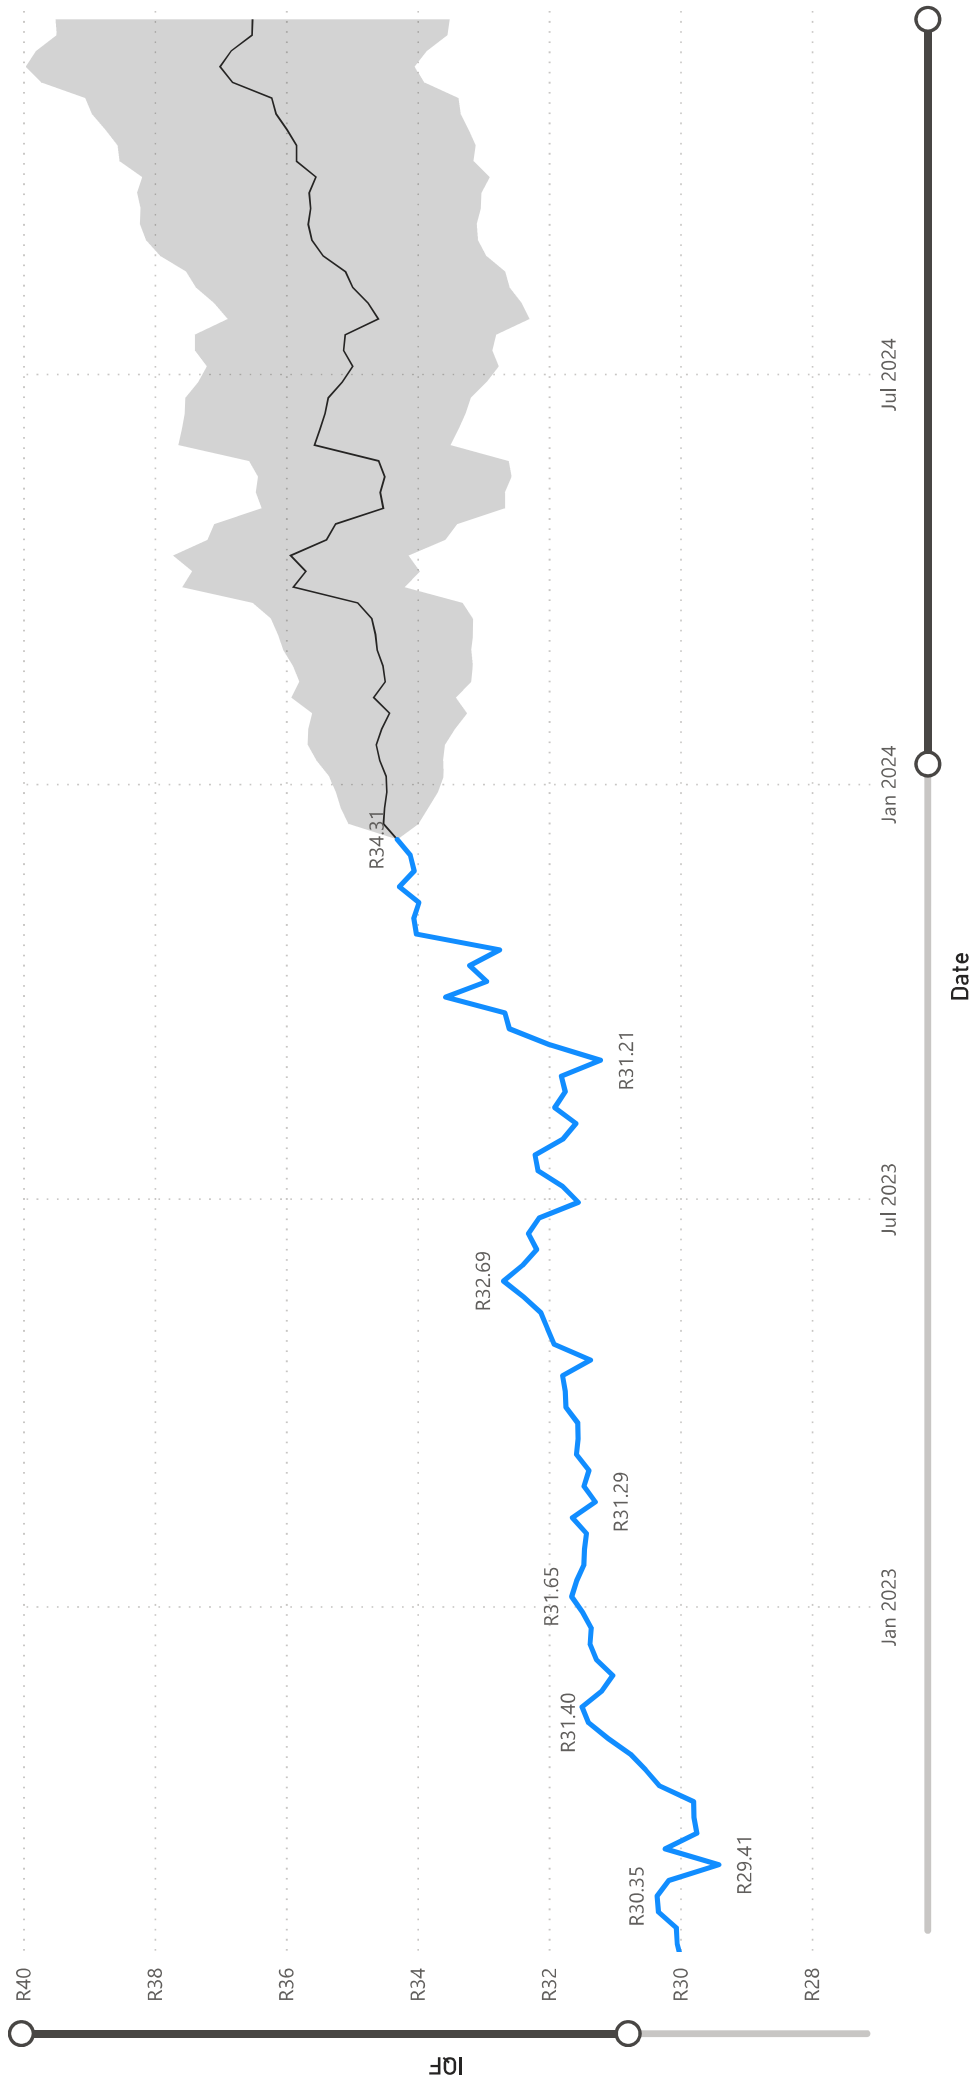 IQF
R40
R38
R36
R34
R32
R30
R28
R30.35
R29.41
R31.40
R31.65
R31.29
R32.69
R31.21
R34.31
Jan 2023
Jul 2023
Jan 2024
Jul 2024
Date